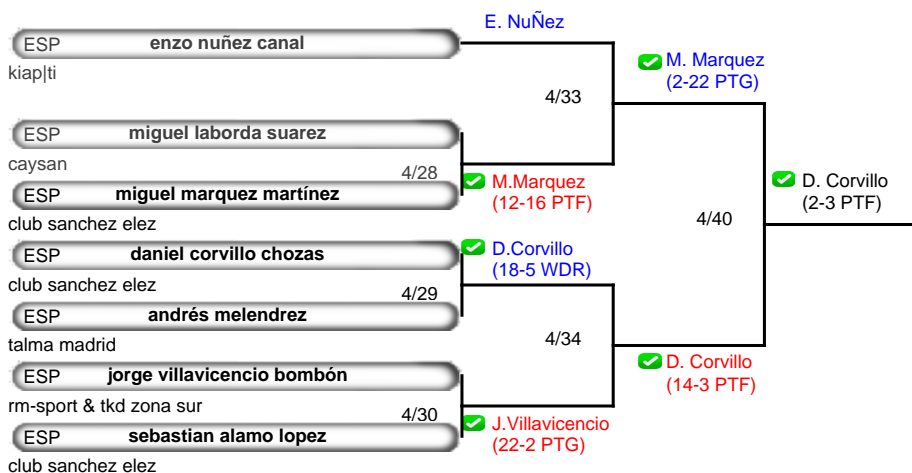 E. NuÑez
ESP enzo nuñez canal
kiap|ti
M. Marquez
(2-22 PTG)
4/33
ESP miguel laborda suarez
caysan
4/28
ESP miguel marquez martínez
M.Marquez
(12-16 PTF)
D. Corvillo
(2-3 PTF)
club sanchez elez
4/40
ESP daniel corvillo chozas
D.Corvillo
(18-5 WDR)
club sanchez elez
4/29
ESP andrés melendrez
talma madrid
4/34
ESP jorge villavicencio bombón
D. Corvillo
(14-3 PTF)
rm-sport & tkd zona sur
4/30
ESP sebastian alamo lopez
J.Villavicencio
(22-2 PTG)
club sanchez elez